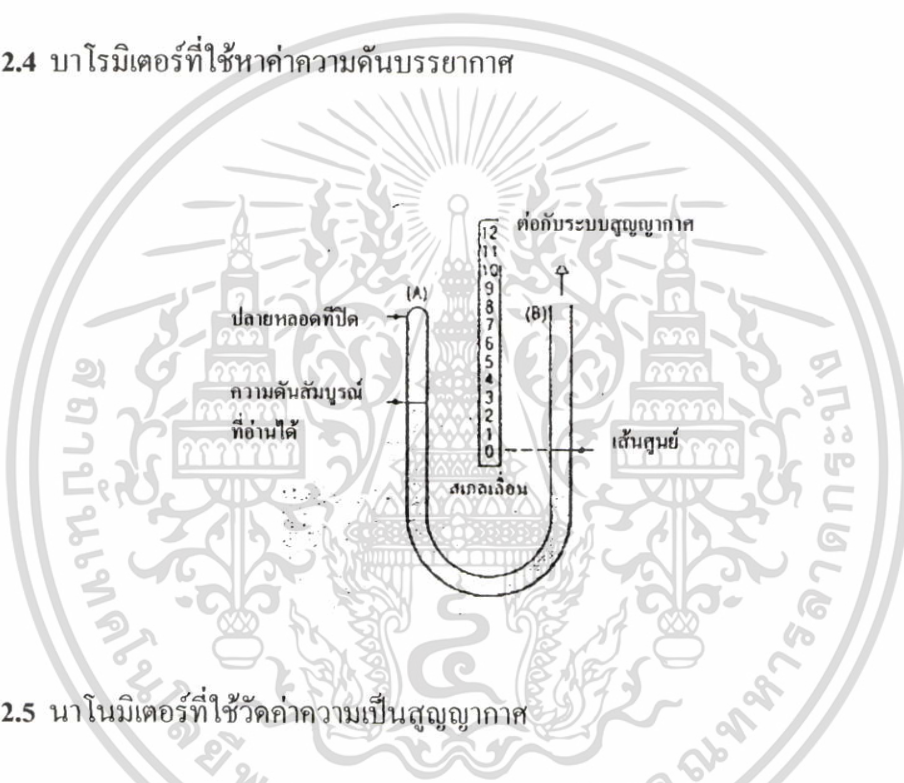 2.4 บาโรมิเตอร์ที่ใช้หาค่าความดันบรรยากาศ
12
ต่อกับระบบสูญญากาศ
11
10
9
(A)
8
(B)
7
ปลายหลอดที่ปิด
6
5
4
ความดันสัมบูรณ์
3
ที่อ่านได้
2
1
เส้นศูนย์
0
สเกลเลื่อน
2.5 นาโนมิเตอร์ที่ใช้วัดค่าความเป็นสูญญากาศ